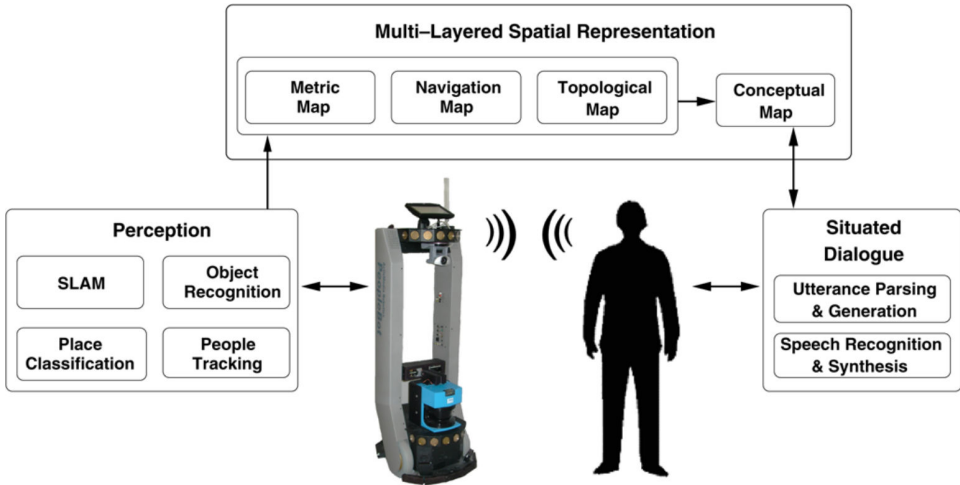 Multi–Layered Spatial Representation
Metric
Map
Navigation
Map
Topological
Map
Conceptual
Map
Perception
SLAM
Object
Recognition
Place
Classification
People
Tracking
PeopleBot
Situated
Dialogue
Utterance Parsing
& Generation
Speech Recognition
& Synthesis